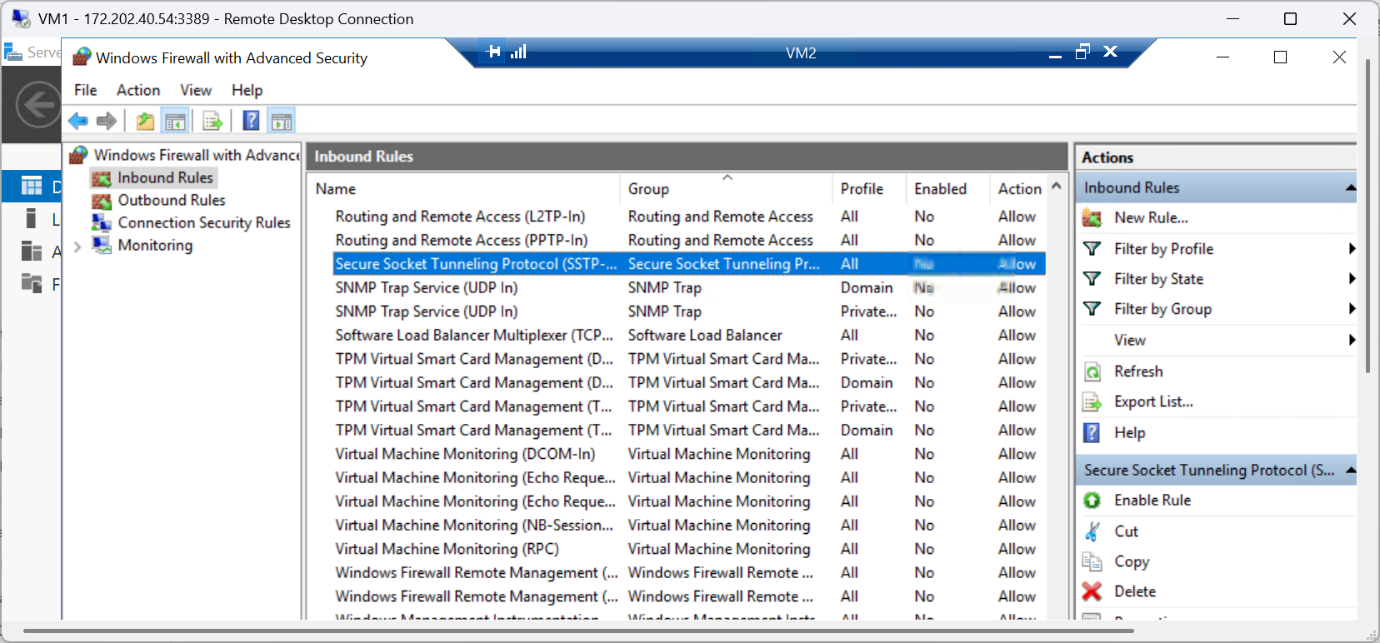 VM1 - 172.202.40.54:3389 - Remote Desktop Connection
Serve
Windows Firewall with Advanced Security
VM2
File Action View Help
Windows Firewall with Advance
Inbound Rules
Outbound Rules
Connection Security Rules
Monitoring
D
L
A
F
Inbound Rules
Name Group Profile Enabled Action
Routing and Remote Access (L2TP-In) Routing and Remote Access All No Allow
Routing and Remote Access (PPTP-In) Routing and Remote Access All No Allow
Secure Socket Tunneling Protocol (SSTP-... Secure Socket Tunneling Pr... All No Allow
SNMP Trap Service (UDP In) SNMP Trap Domain No Allow
SNMP Trap Service (UDP In) SNMP Trap Private... No Allow
Software Load Balancer Multiplexer (TCP... Software Load Balancer All No Allow
TPM Virtual Smart Card Management (D... TPM Virtual Smart Card Ma... Private... No Allow
TPM Virtual Smart Card Management (D... TPM Virtual Smart Card Ma... Domain No Allow
TPM Virtual Smart Card Management (T... TPM Virtual Smart Card Ma... Private... No Allow
TPM Virtual Smart Card Management (T... TPM Virtual Smart Card Ma... Domain No Allow
Virtual Machine Monitoring (DCOM-In) Virtual Machine Monitoring All No Allow
Virtual Machine Monitoring (Echo Reque... Virtual Machine Monitoring All No Allow
Virtual Machine Monitoring (Echo Reque... Virtual Machine Monitoring All No Allow
Virtual Machine Monitoring (NB-Session... Virtual Machine Monitoring All No Allow
Virtual Machine Monitoring (RPC) Virtual Machine Monitoring All No Allow
Windows Firewall Remote Management (... Windows Firewall Remote ... All No Allow
Windows Firewall Remote Management (... Windows Firewall Remote ... All No Allow
Actions
Inbound Rules
New Rule...
Filter by Profile
Filter by State
Filter by Group
View
Refresh
Export List...
Help
Secure Socket Tunneling Protocol (S...
Enable Rule
Cut
Copy
Delete